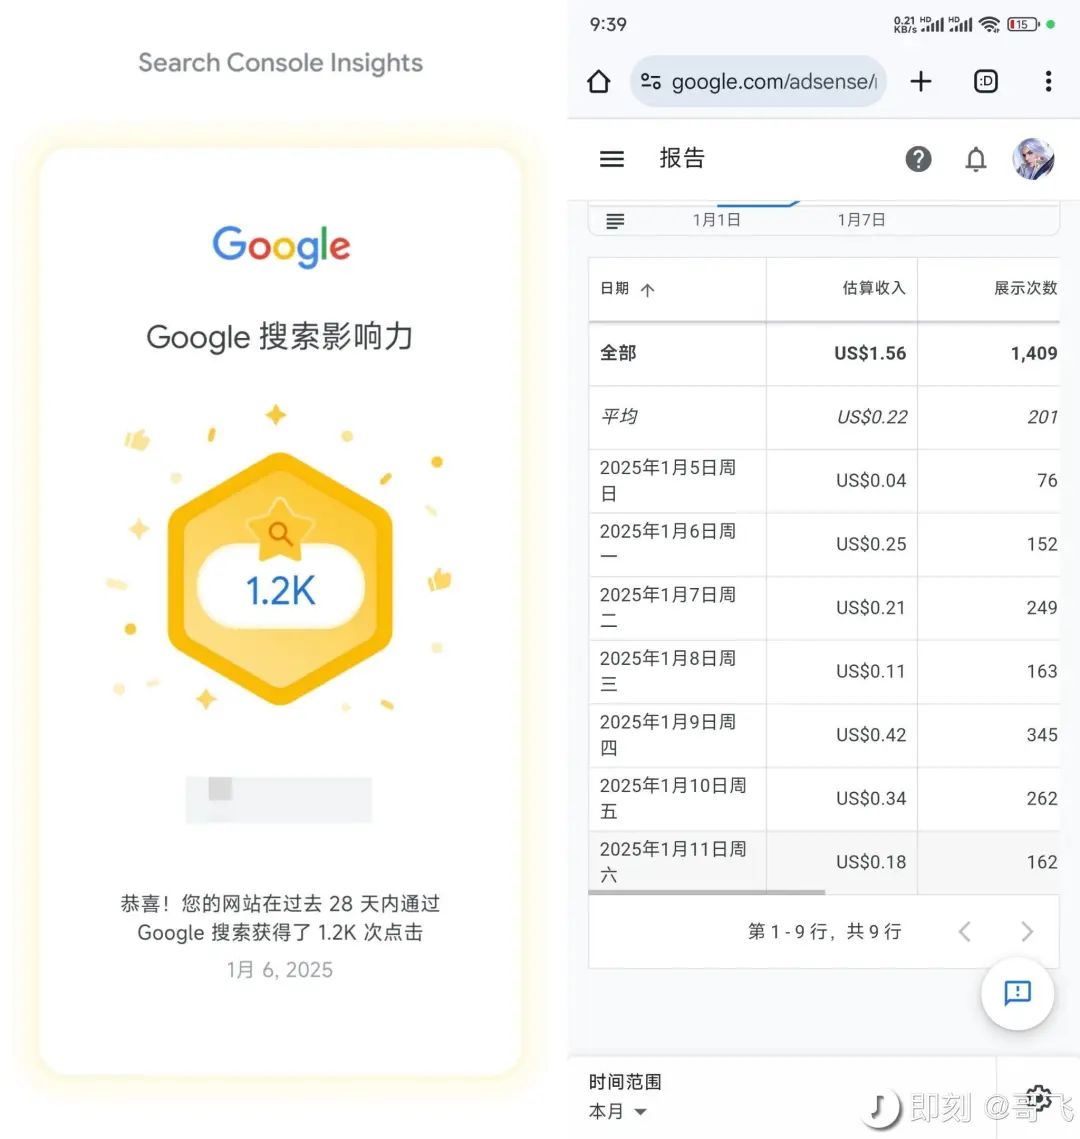 Search Console Insights
Google
Google 搜索影响力
1.2K
恭喜！您的网站在过去 28 天内通过
Google 搜索获得了 1.2K 次点击
1月 6, 2025
9:39
0.21
KB/s
HD
HD
15
google.com/adsense/
:D
报告
1月1日
1月7日
日期
估算收入
展示次数
全部
US$1.56
1,409
平均
US$0.22
201
2025年1月5日周
日
US$0.04
76
2025年1月6日周
一
US$0.25
152
2025年1月7日周
二
US$0.21
249
2025年1月8日周
三
US$0.11
163
2025年1月9日周
四
US$0.42
345
2025年1月10日周
五
US$0.34
262
2025年1月11日周
六
US$0.18
162
第 1 - 9 行，共 9 行
时间范围
本月
即刻 @哥飞